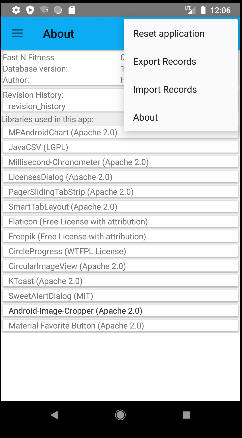 12:06
About
Reset application
Export Records
Import Records
About
Fast N Fitness
Database version:
Author:
Revision History:
revision_history
Libraries used in this app:
MPAndroidChart (Apache 2.0)
JavaCSV (LGPL)
Millisecond-Chronometer (Apache 2.0)
LicensesDialog (Apache 2.0)
PagerSlidingTabStrip (Apache 2.0)
SmartTabLayout (Apache 2.0)
Flaticon (Free License with attribution)
Freepik (Free License with attribution)
CircleProgress (WTFPL License)
CircularImageView (Apache 2.0)
KToast (Apache 2.0)
SweetAlertDialog (MIT)
Android-Image-Cropper (Apache 2.0)
Material Favorite Button (Apache 2.0)